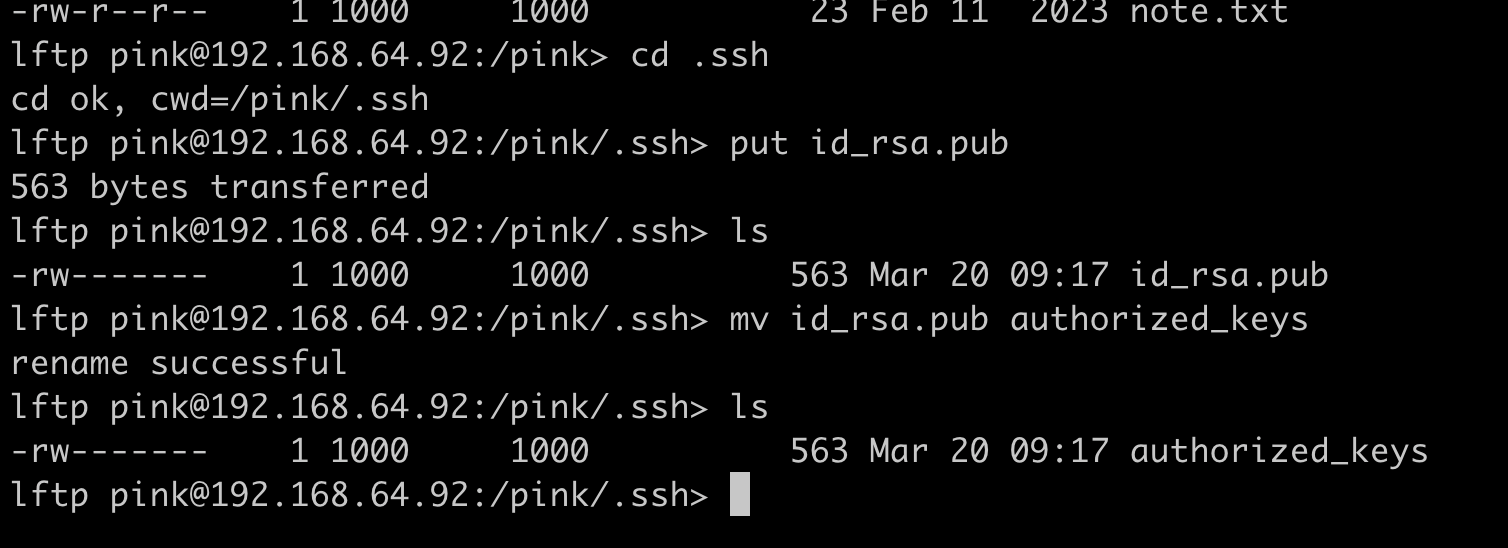 -rw-r--r--    1 1000     1000           23 Feb 11  2023 note.txt
lftp pink@192.168.64.92:/pink> cd .ssh
cd ok, cwd=/pink/.ssh
lftp pink@192.168.64.92:/pink/.ssh> put id_rsa.pub
563 bytes transferred
lftp pink@192.168.64.92:/pink/.ssh> ls
-rw-------    1 1000     1000          563 Mar 20 09:17 id_rsa.pub
lftp pink@192.168.64.92:/pink/.ssh> mv id_rsa.pub authorized_keys
rename successful
lftp pink@192.168.64.92:/pink/.ssh> ls
-rw-------    1 1000     1000          563 Mar 20 09:17 authorized_keys
lftp pink@192.168.64.92:/pink/.ssh>